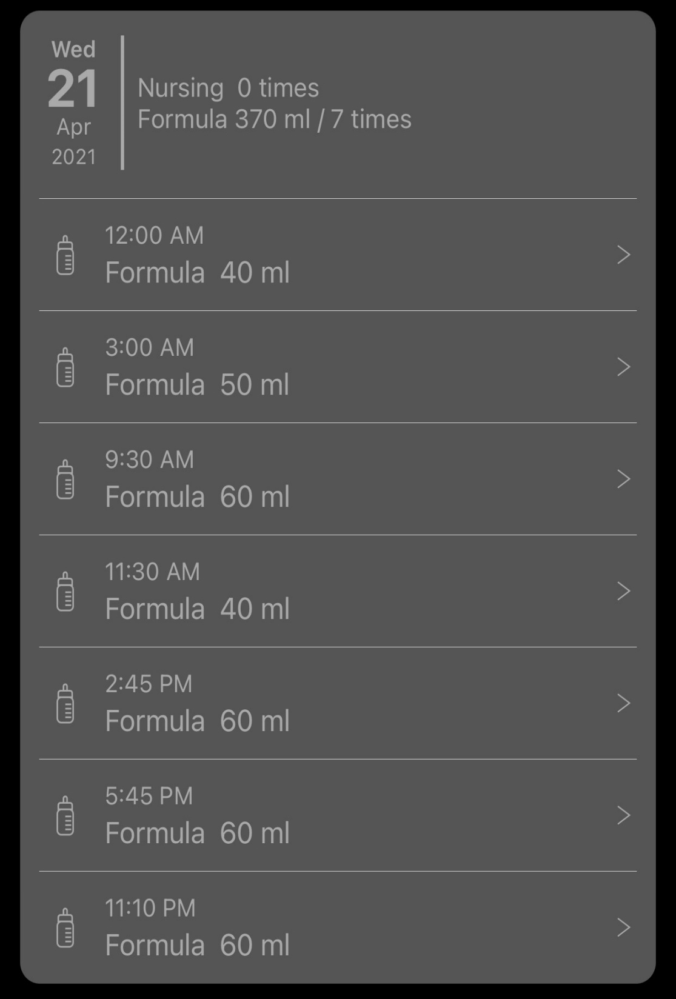 Wed
21
Apr
2021
Nursing 0 times
Formula 370 ml / 7 times
12:00 AM
Formula 40 ml
3:00 AM
Formula 50 ml
9:30 AM
Formula 60 ml
11:30 AM
Formula 40 ml
2:45 PM
Formula 60 ml
5:45 PM
Formula 60 ml
11:10 PM
Formula 60 ml